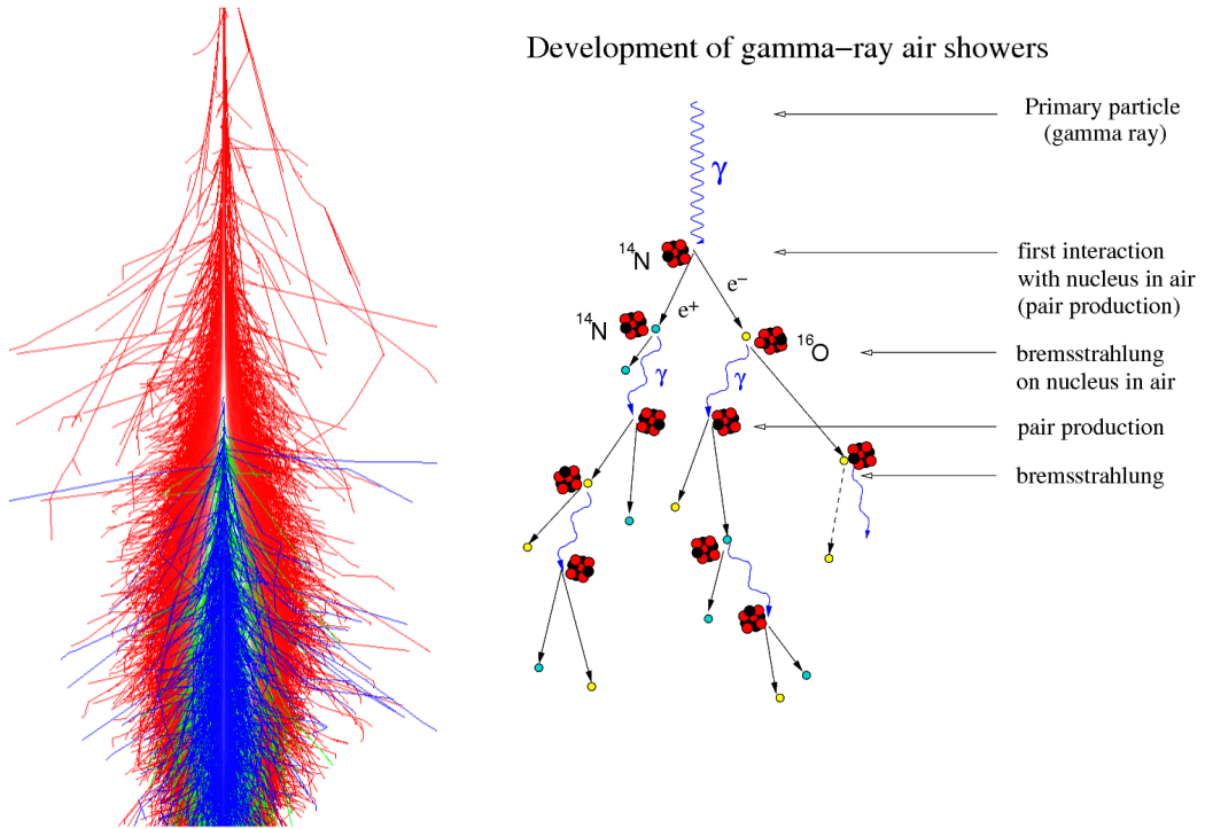 Development of gamma−ray air showers
Primary particle
(gamma ray)
γ
14N
first interaction
with nucleus in air
(pair production)
e+
e−
14N
16O
bremsstrahlung
on nucleus in air
γ
γ
pair production
bremsstrahlung